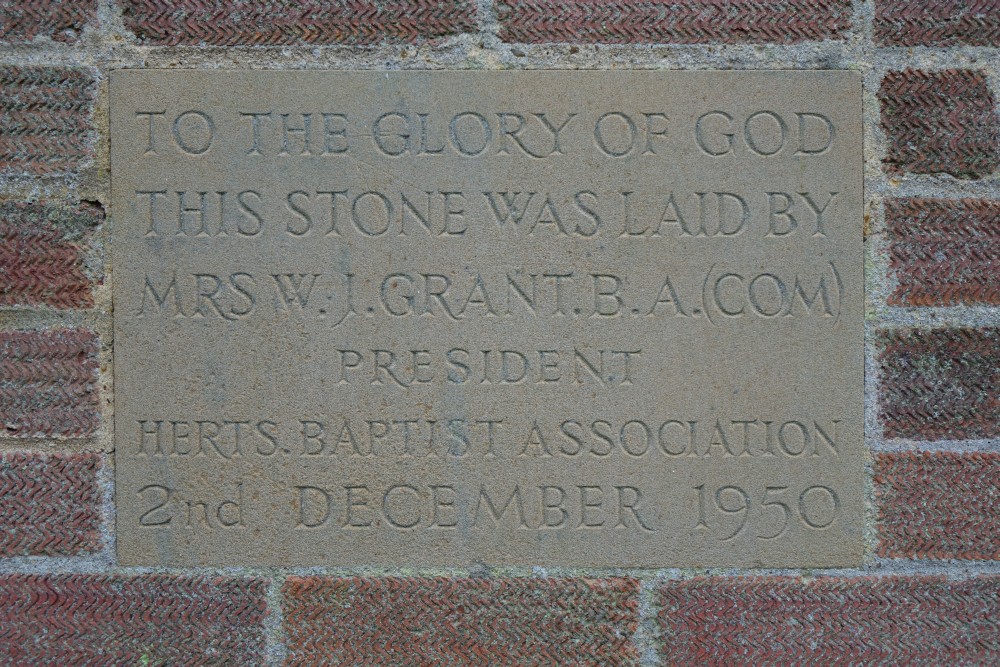 TO THE GLORY OF GOD
THIS STONE WAS LAID BY
MRS W. J. GRANT. B. A. (COM)
PRESIDENT
HERTS. BAPTIST ASSOCIATION
2nd DECEMBER 1950